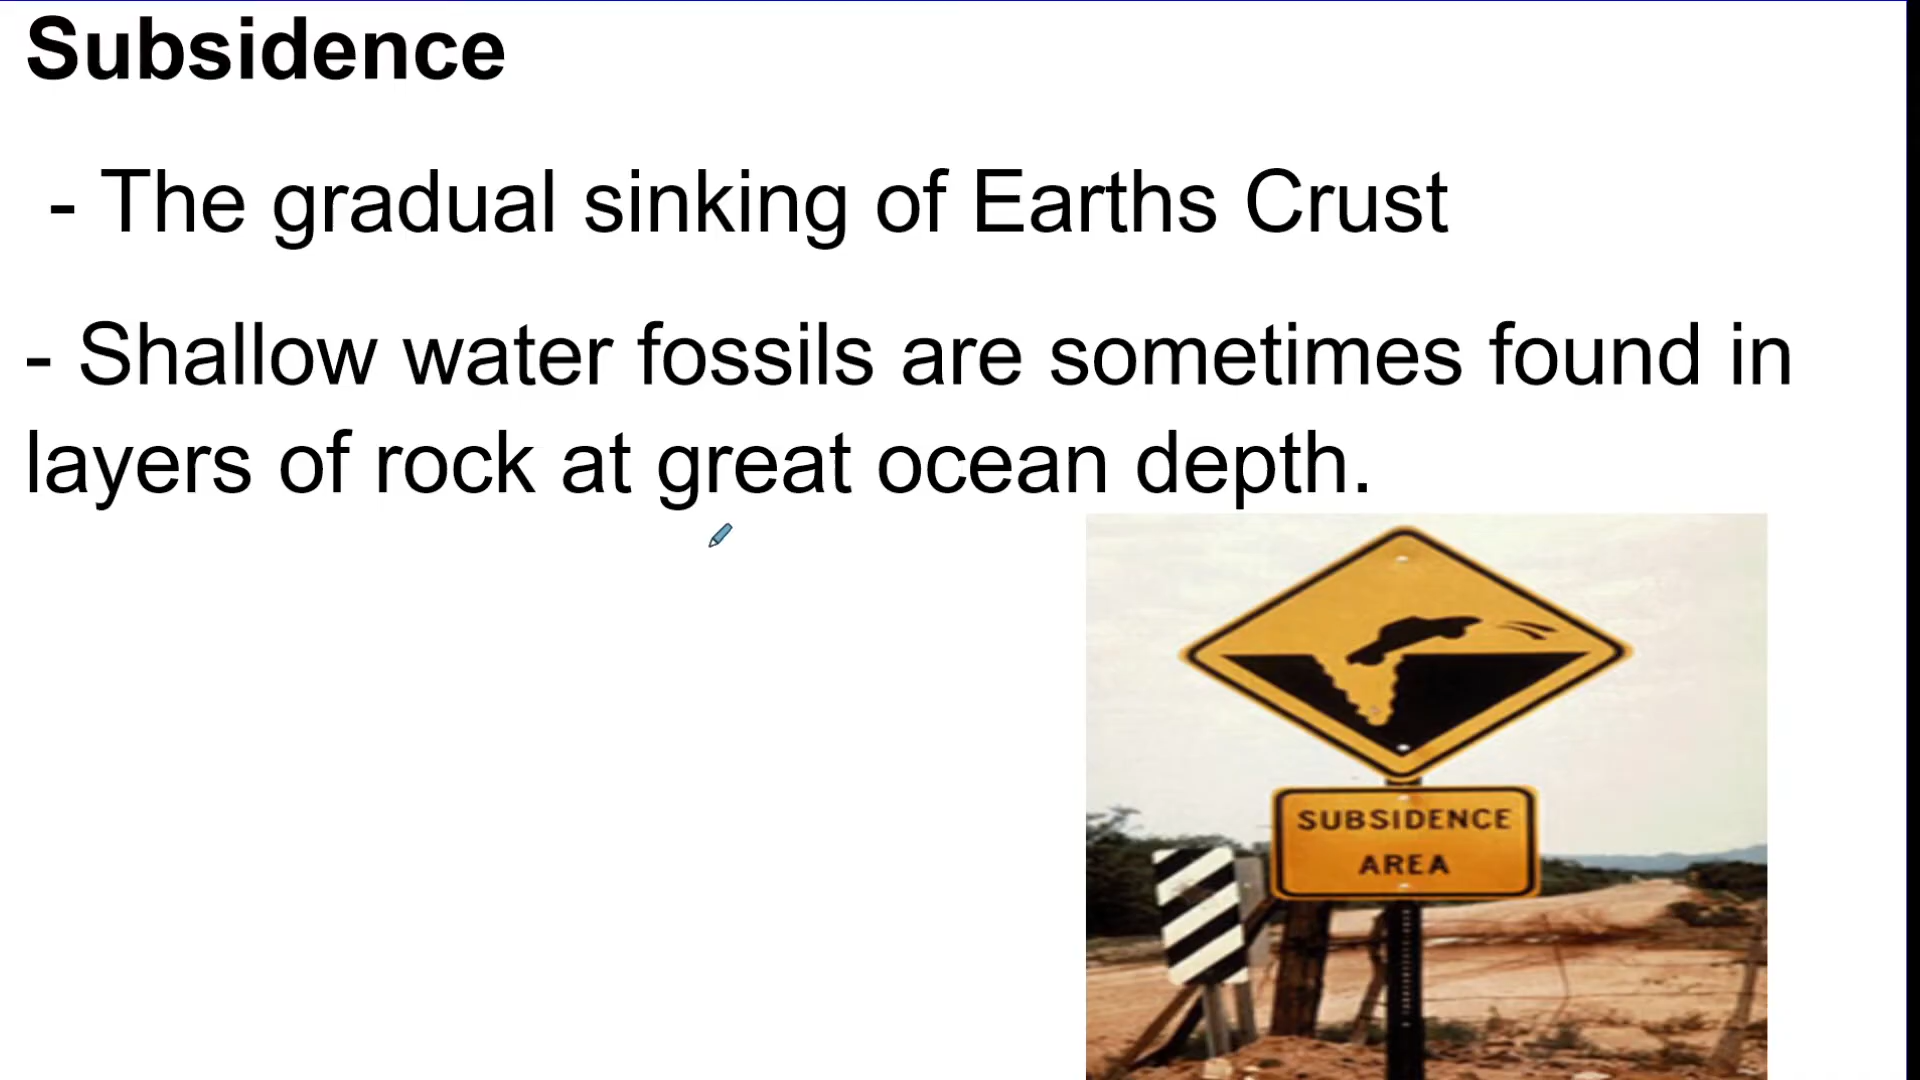 Subsidence
- The gradual sinking of Earths Crust
- Shallow water fossils are sometimes found in
layers of rock at great ocean depth.
SUBSIDENCE
AREA